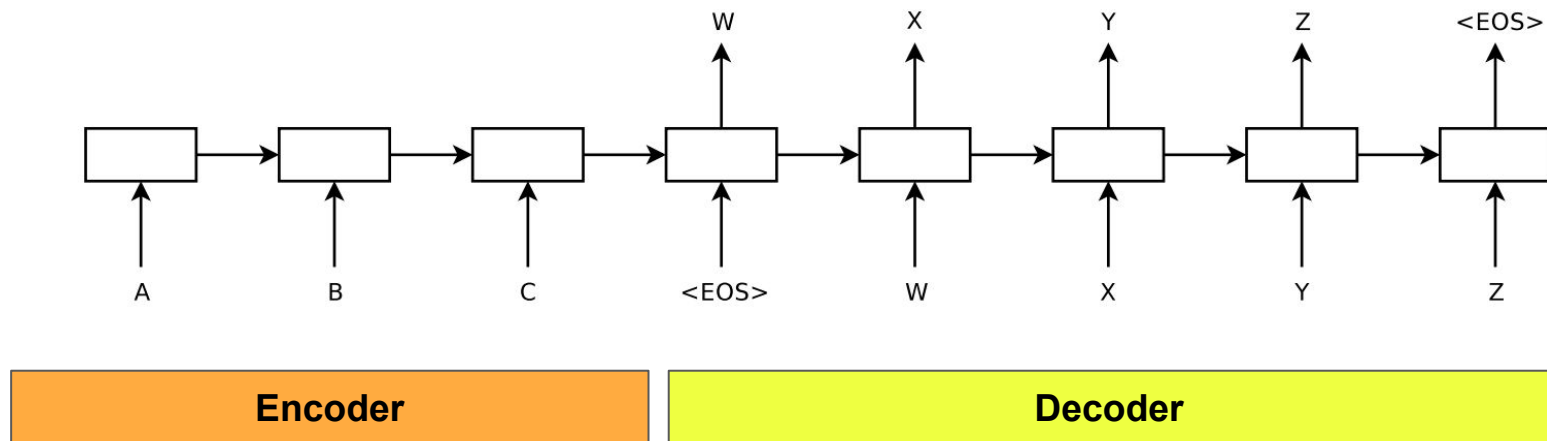 W X Y Z <EOS>
A B C <EOS> W X Y Z
Encoder Decoder